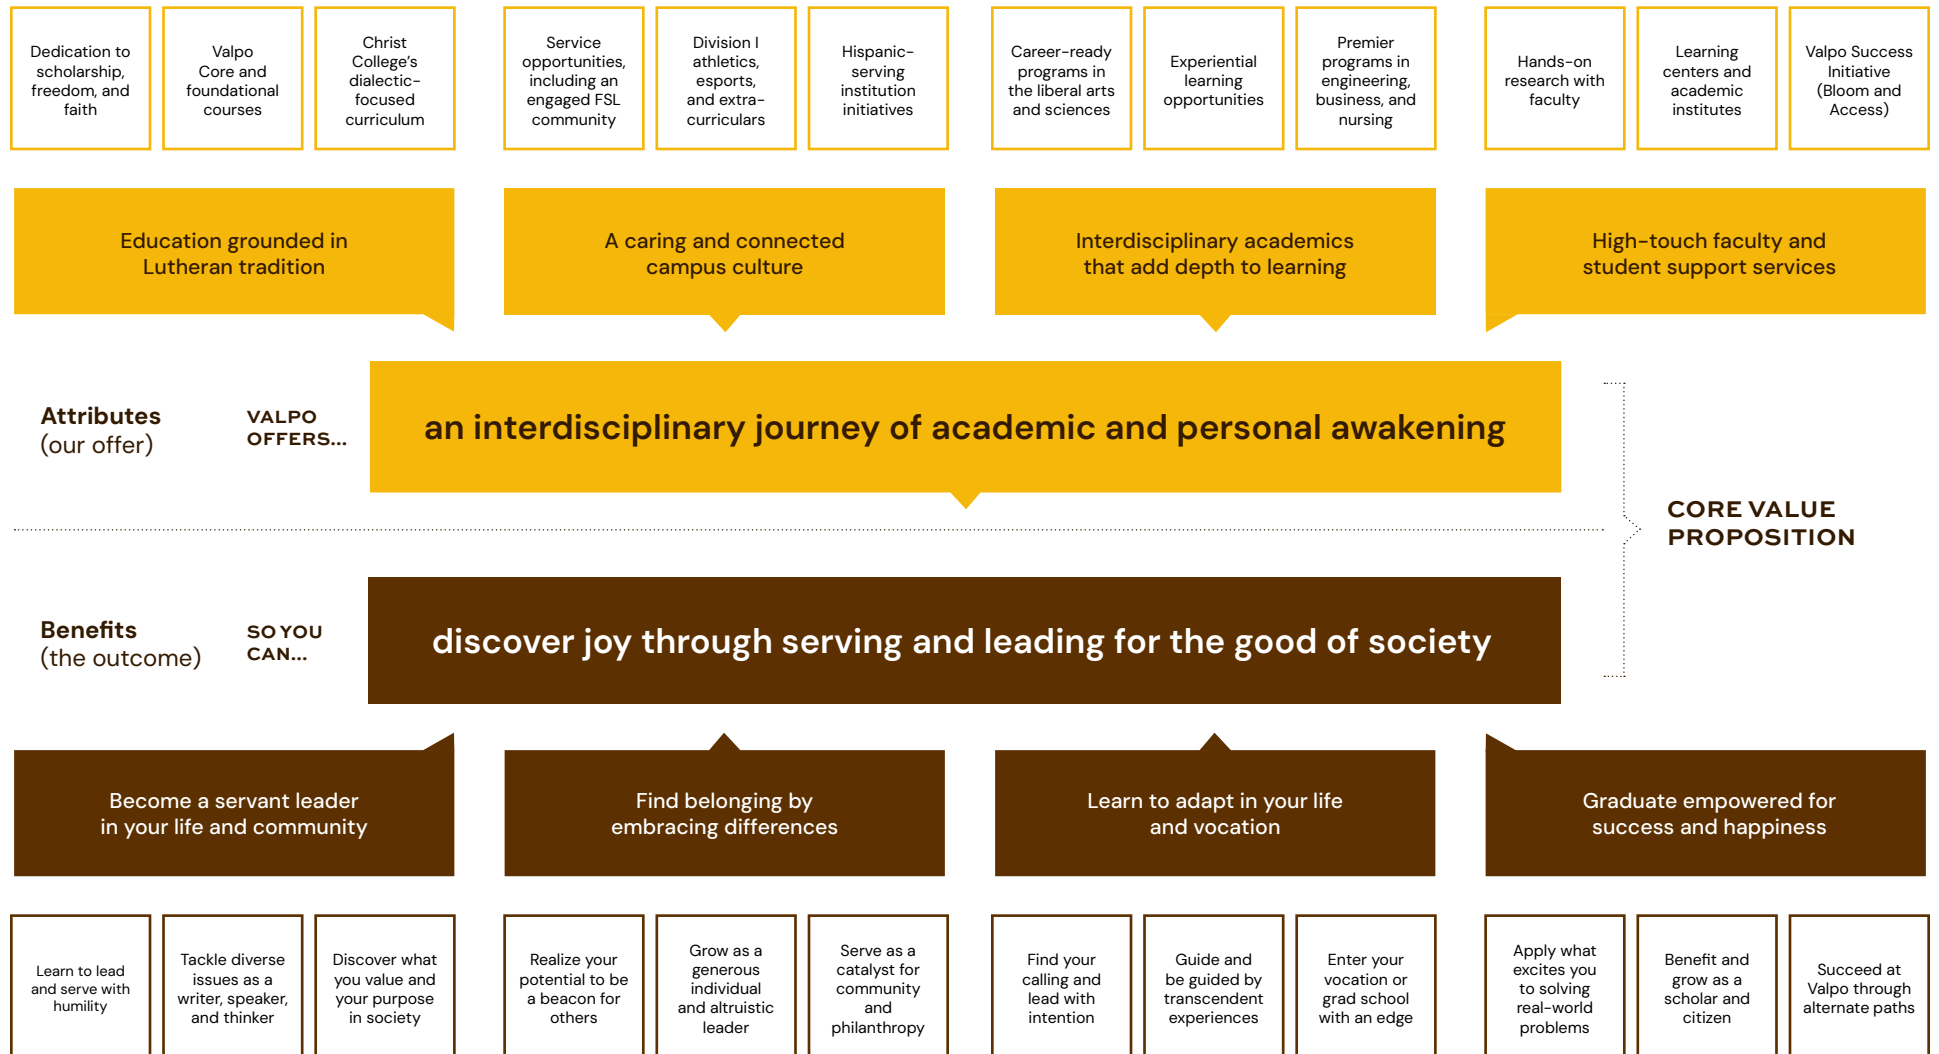 Dedication to
scholarship,
freedom, and
faith
Valpo
Core and
foundational
courses
Christ
College's
dialectic-
focused
curriculum
Service
opportunities,
including an
engaged FSL
community
Division I
athletics,
esports,
and extra-
curriculars
Hispanic-
serving
institution
initiatives
Career-ready
programs in
the liberal arts
and sciences
Experiential
learning
opportunities
Premier
programs in
engineering,
business, and
nursing
Hands-on
research with
faculty
Learning
centers and
academic
institutes
Valpo Success
Initiative
(Bloom and
Access)
Education grounded in
Lutheran tradition
A caring and connected
campus culture
Interdisciplinary academics
that add depth to learning
High-touch faculty and
student support services
Attributes
(our offer)
VALPO
OFFERS...
an interdisciplinary journey of academic and personal awakening
CORE VALUE
PROPOSITION
Benefits
(the outcome)
SO YOU
CAN...
discover joy through serving and leading for the good of society
Become a servant leader
in your life and community
Find belonging by
embracing differences
Learn to adapt in your life
and vocation
Graduate empowered for
success and happiness
Learn to lead
and serve with
humility
Tackle diverse
issues as a
writer, speaker,
and thinker
Discover what
you value and
your purpose
in society
Realize your
potential to be
a beacon for
others
Grow as a
generous
individual
and altruistic
leader
Serve as a
catalyst for
community
and
philanthropy
Find your
calling and
lead with
intention
Guide and
be guided by
transcendent
experiences
Enter your
vocation or
grad school
with an edge
Apply what
excites you
to solving
real-world
problems
Benefit and
grow as a
scholar and
citizen
Succeed at
Valpo through
alternate paths